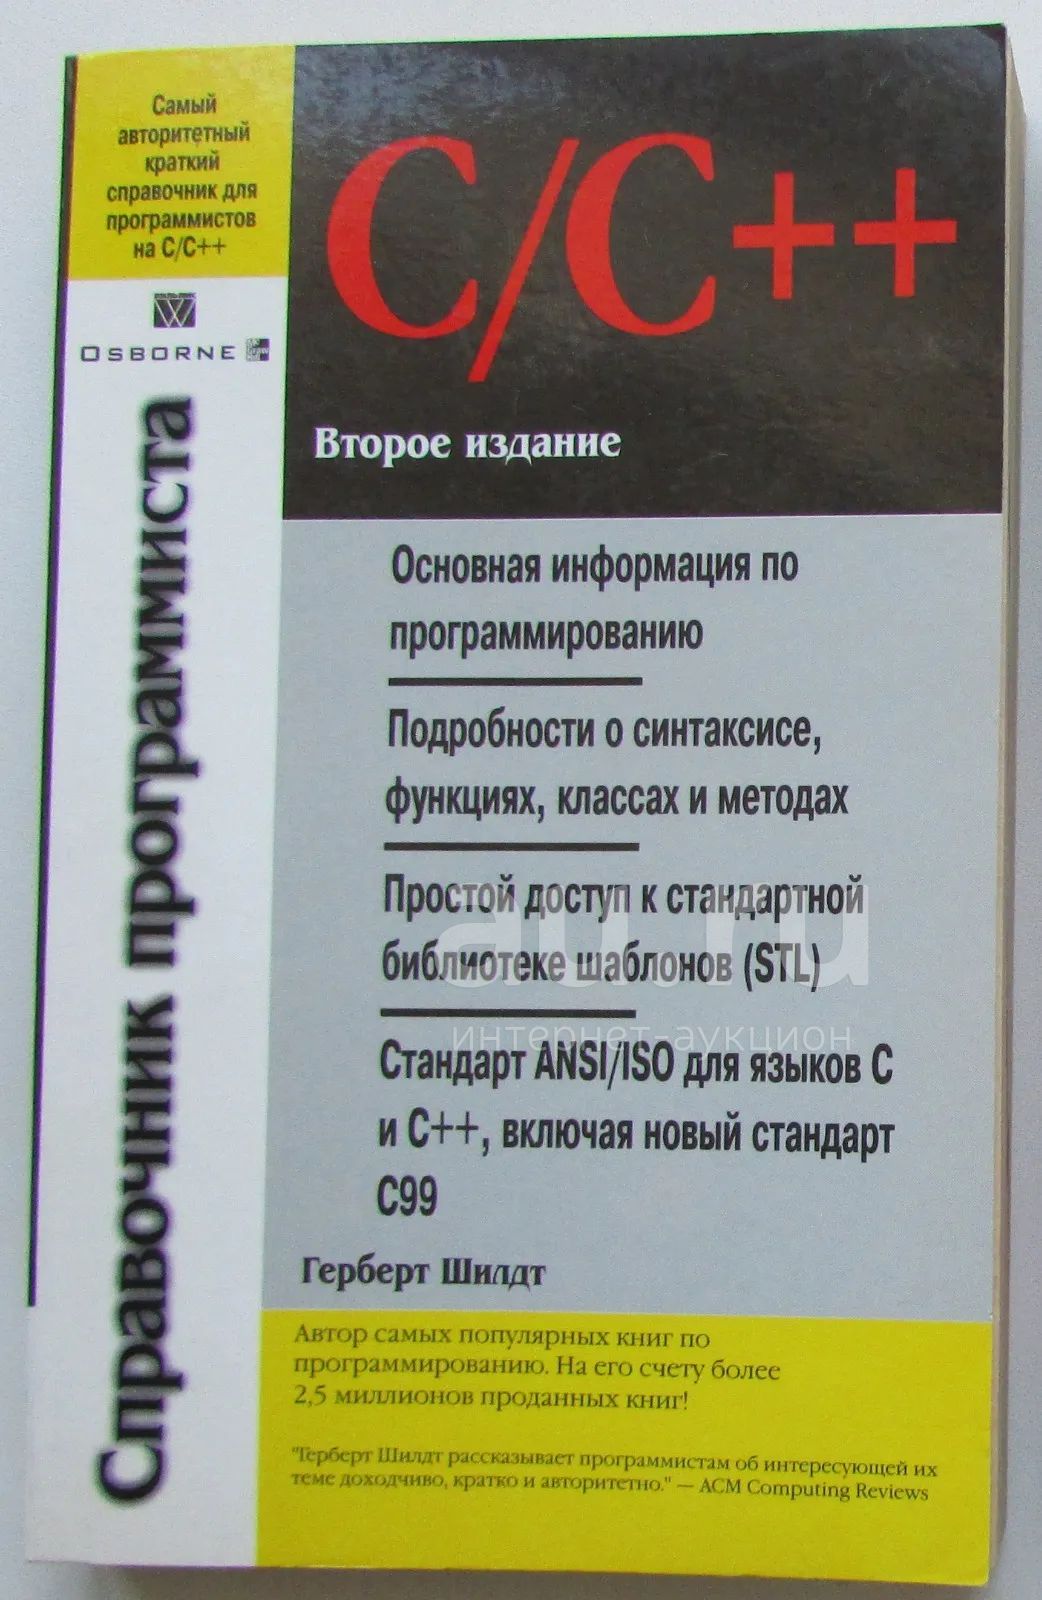 Самый
авторитетный
краткий
справочник для
программистов
на C/C++
OSBORNE
Справочник программиста
C/C++
Второе издание
Основная информация по
программированию
Подробности о синтаксисе,
функциях, классах и методах
Простой доступ к стандартной
библиотеке шаблонов (STL)
au.ru
интернет-аукцион
Стандарт ANSI/ISO для языков C
и C++, включая новый стандарт
C99
Герберт Шилдт
Автор самых популярных книг по
программированию. На его счету более
2,5 миллионов проданных книг!
"Герберт Шилдт рассказывает программистам об интересующей их
теме доходчиво, кратко и авторитетно." — ACM Computing Reviews